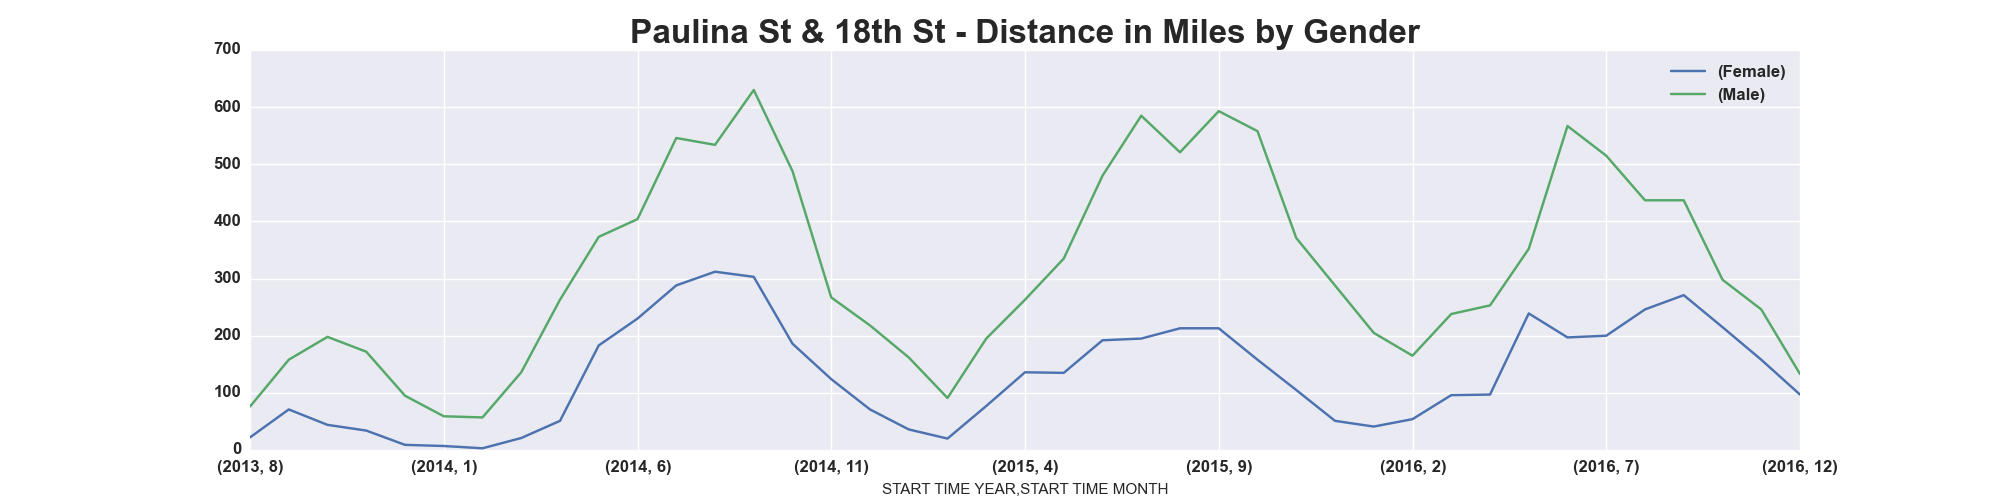 Paulina St & 18th St - Distance in Miles by Gender
700
600
500
400
300
200
100
0
(Female)
(Male)
(2013, 8) (2014, 1) (2014, 6) (2014, 11) (2015, 4) (2015, 9) (2016, 2) (2016, 7) (2016, 12)
START TIME YEAR,START TIME MONTH